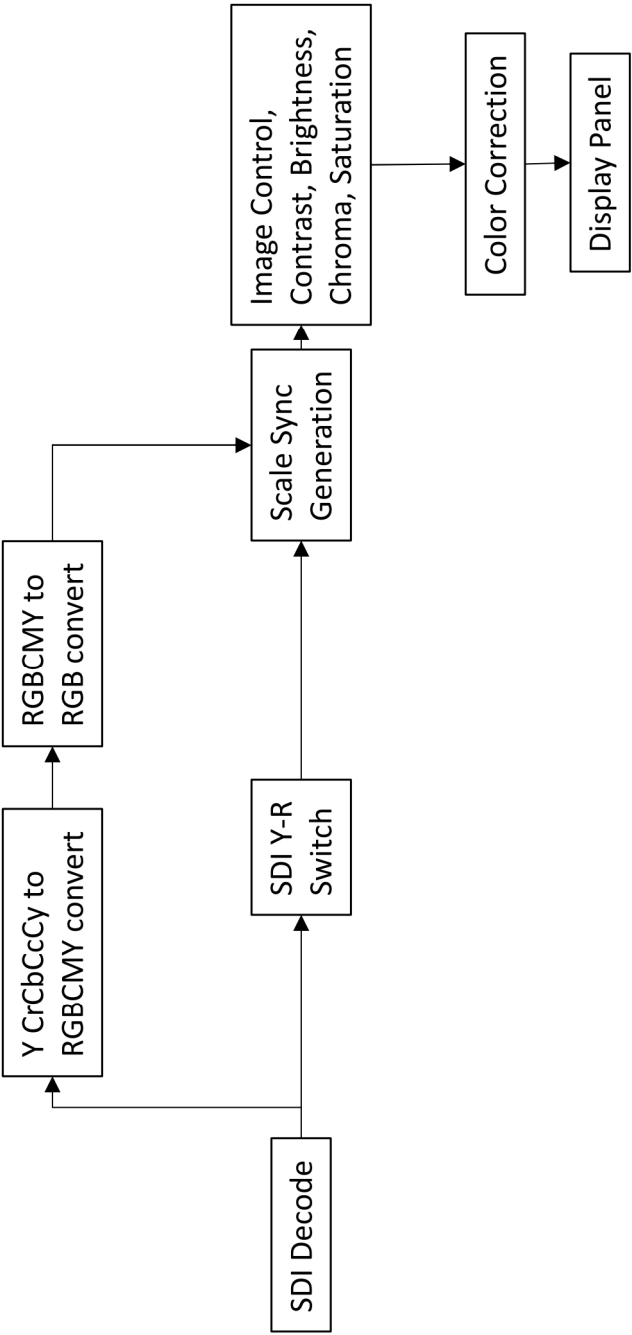 SDI Decode
Y CrCbCcCy to
RGBCMY convert
RGBCMY to
RGB convert
SDI Y-R
Switch
Scale Sync
Generation
Image Control,
Contrast, Brightness,
Chroma, Saturation
Color Correction
Display Panel